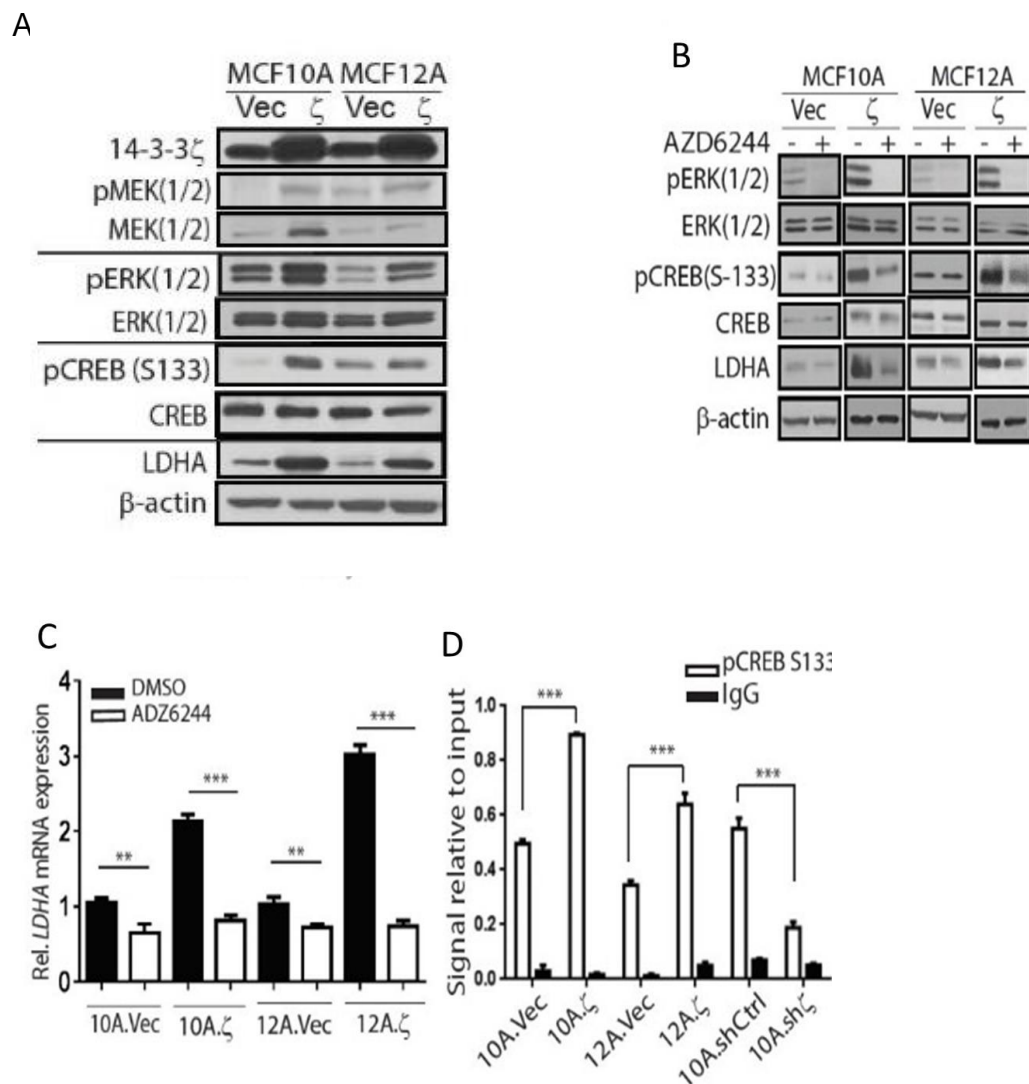 A
MCF10A MCF12A
Vec ζ Vec ζ
14-3-3ζ
pMEK(1/2)
MEK(1/2)
pERK(1/2)
ERK(1/2)
pCREB (S133)
CREB
LDHA
β-actin
B
MCF10A MCF12A
Vec ζ Vec ζ
AZD6244 - + - + - + - +
pERK(1/2)
ERK(1/2)
pCREB(S-133)
CREB
LDHA
β-actin
C
DMSO
ADZ6244
Rel. LDHA mRNA expression
4
3
2
1
0
** *** ** ***
10A.Vec 10A.ζ 12A.Vec 12A.ζ
D
pCREB S133
IgG
Signal relative to input
1.0
0.8
0.6
0.4
0.2
0.0
*** *** ***
10A.Vec 10A.ζ 12A.Vec 12A.ζ 10A.shCtrl 10A.shζ